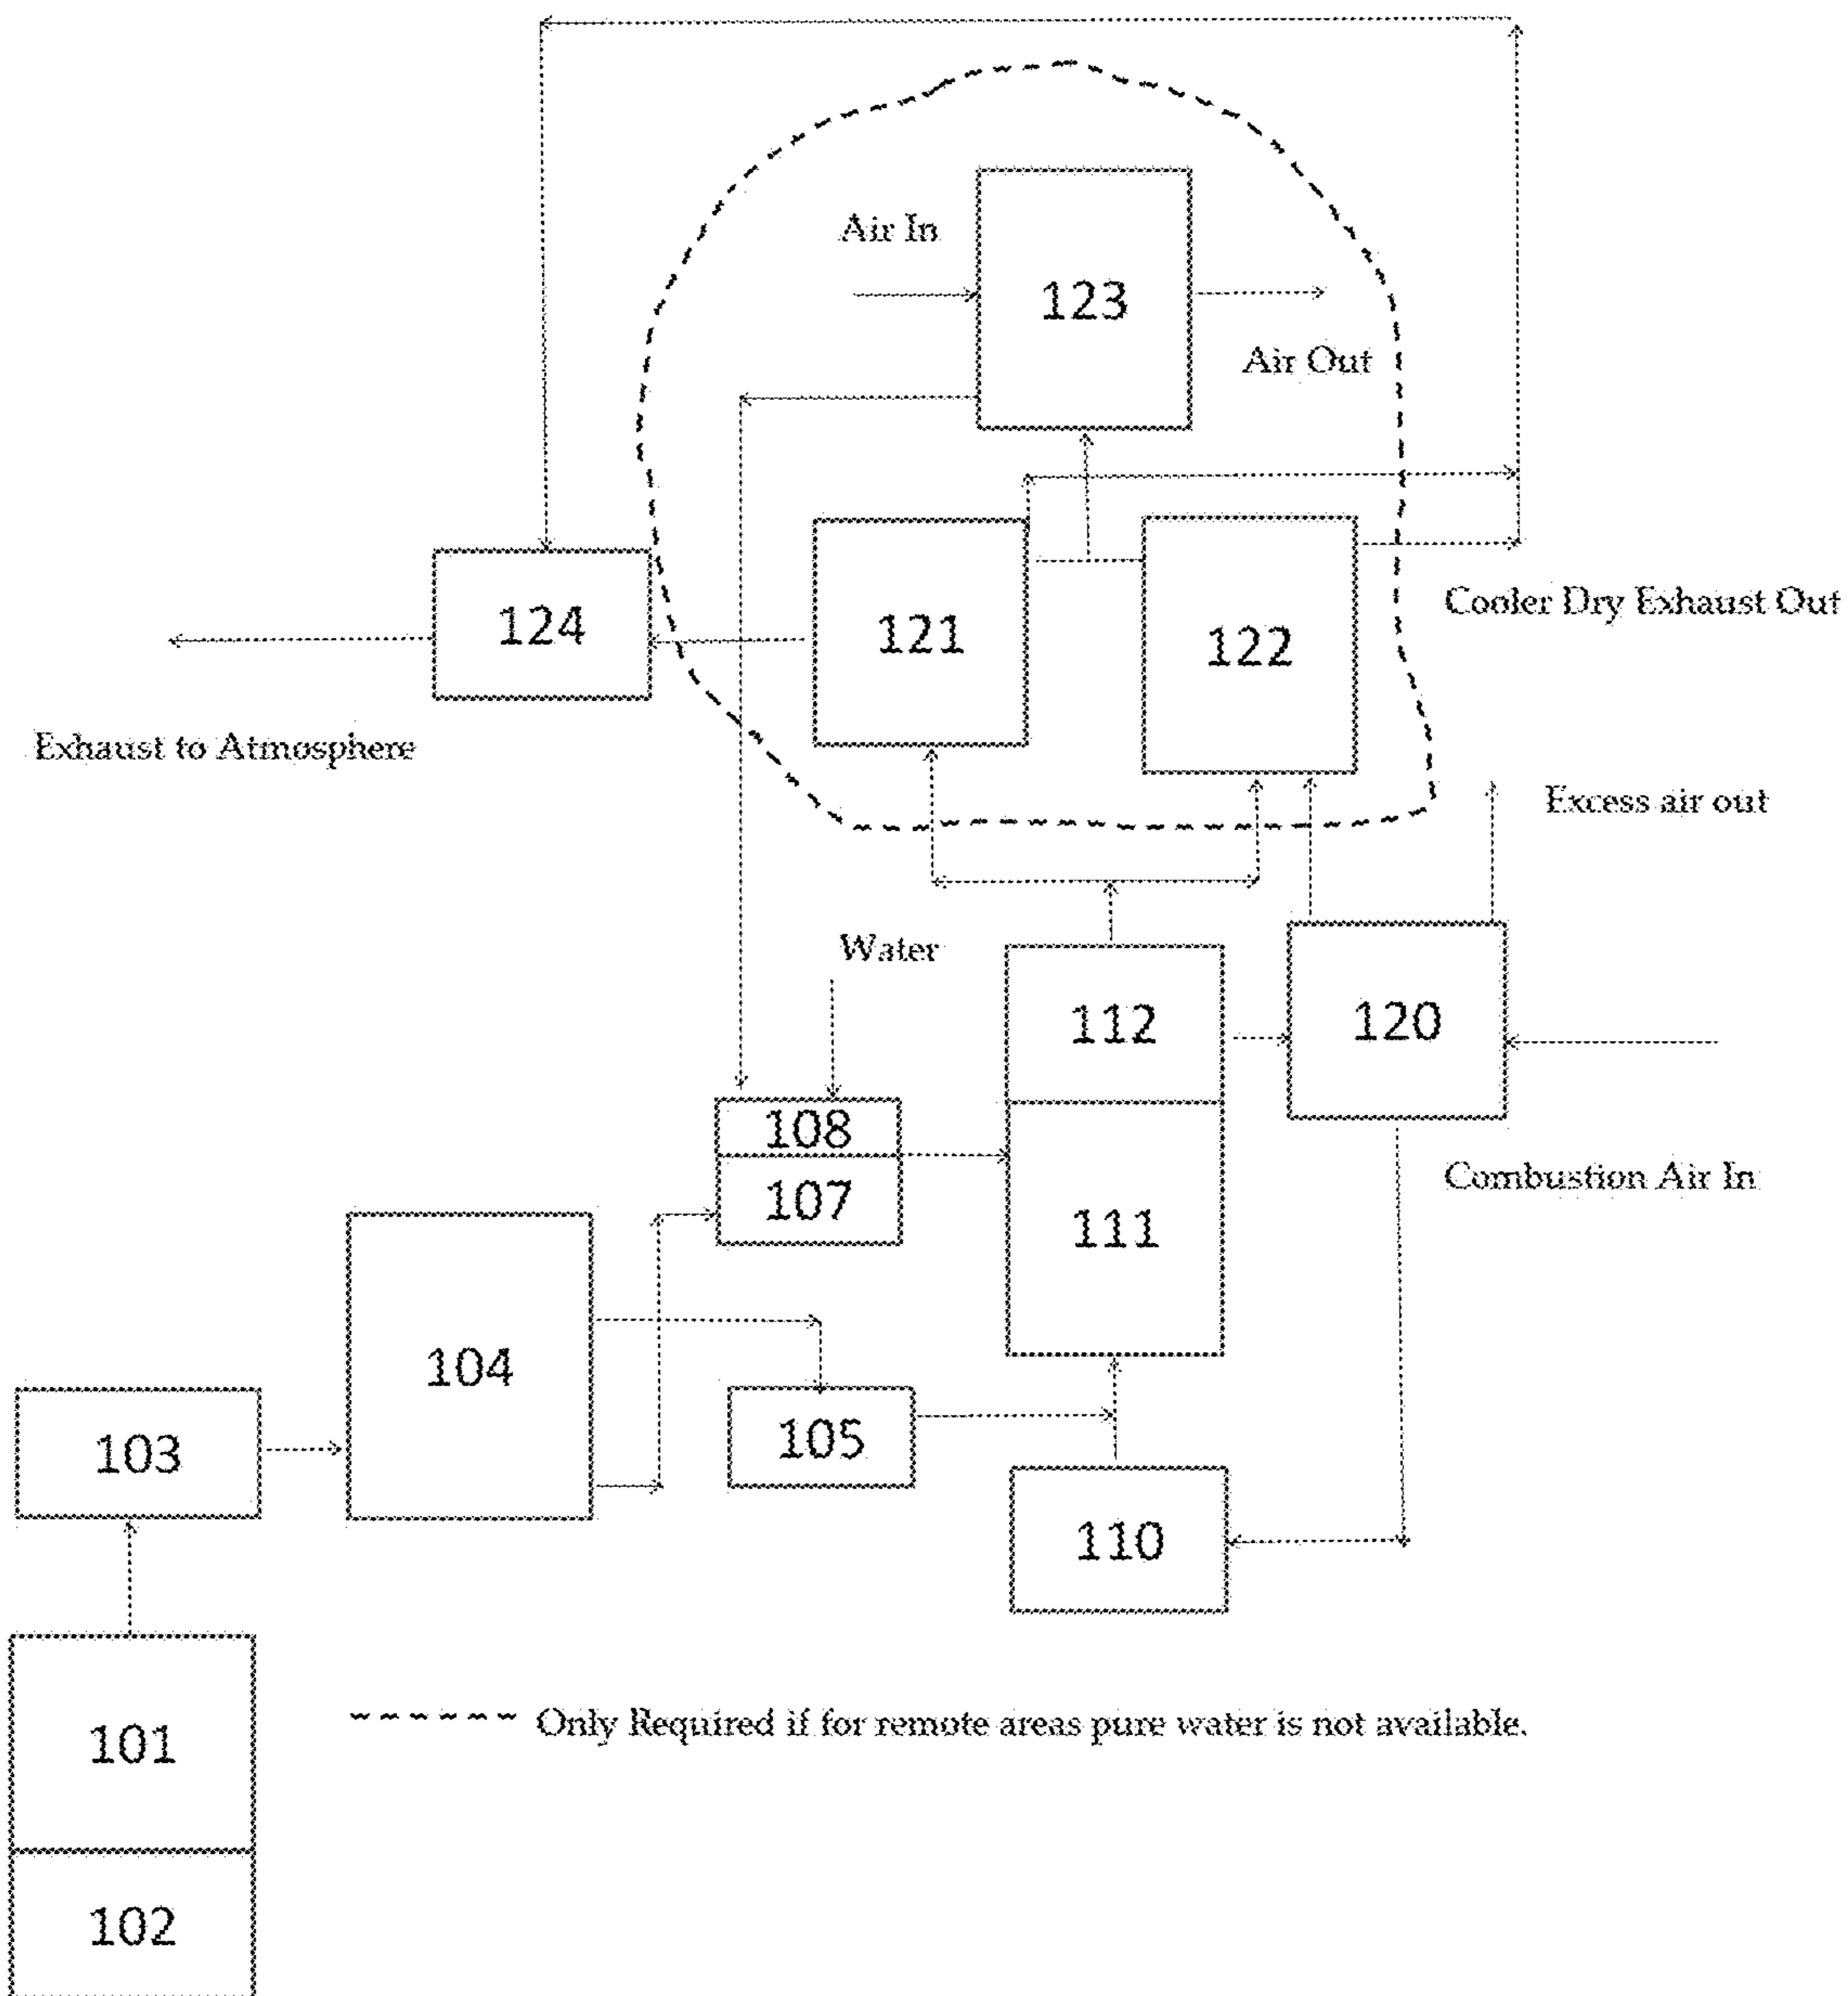 Air In
123
Air Out
124
121
122
Cooler Dry Exhaust Out
Exhaust to Atmosphere
Excess air out
Water
112
120
108
107
111
Combustion Air In
104
103
105
110
101
Only Required if for remote areas pure water is not available.
102